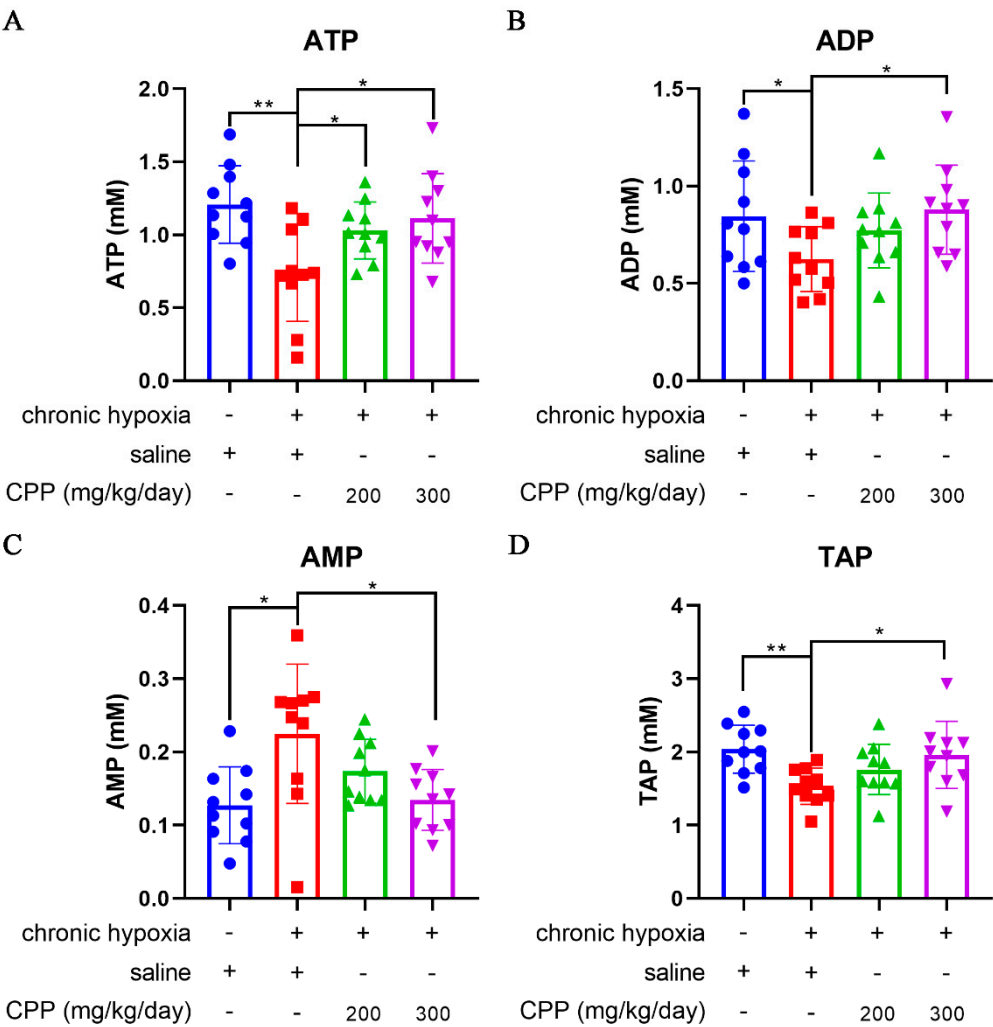 A
ATP
ATP (mM)
2.0
1.5
1.0
0.5
0.0
**
*
*
chronic hypoxia - + + +
saline + + - -
CPP (mg/kg/day) - - 200 300
B
ADP
ADP (mM)
1.5
1.0
0.5
0.0
*
*
chronic hypoxia - + + +
saline + + - -
CPP (mg/kg/day) - - 200 300
C
AMP
AMP (mM)
0.4
0.3
0.2
0.1
0.0
*
*
chronic hypoxia - + + +
saline + + - -
CPP (mg/kg/day) - - 200 300
D
TAP
TAP (mM)
4
3
2
1
0
**
*
chronic hypoxia - + + +
saline + + - -
CPP (mg/kg/day) - - 200 300